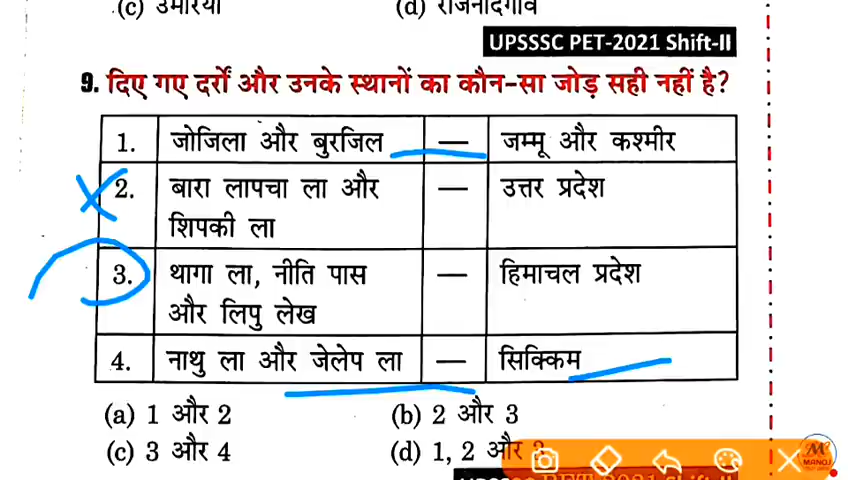 (c) उमरिया (d) राजनांदगांव
UPSSSC PET-2021 Shift-II
9. दिए गए दर्रों और उनके स्थानों का कौन-सा जोड़ सही नहीं है?
1. जोजिला और बुरजिल — जम्मू और कश्मीर
2. बारा लापचा ला और — उत्तर प्रदेश
शिपकी ला
3. थागा ला, नीति पास — हिमाचल प्रदेश
और लिपु लेख
4. नाथु ला और जेलेप ला — सिक्किम
(a) 1 और 2 (b) 2 और 3
(c) 3 और 4 (d) 1, 2 और
MANOJ